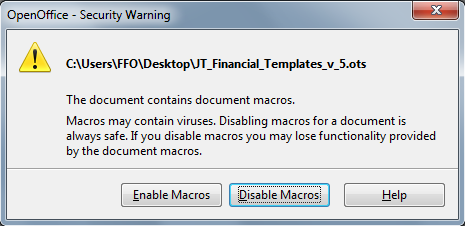 OpenOffice - Security Warning
C:\Users\FFO\Desktop\JT_Financial_Templates_v_5.ots
The document contains document macros.
Macros may contain viruses. Disabling macros for a document is
always safe. If you disable macros you may lose functionality provided
by the document macros.
Enable Macros Disable Macros Help